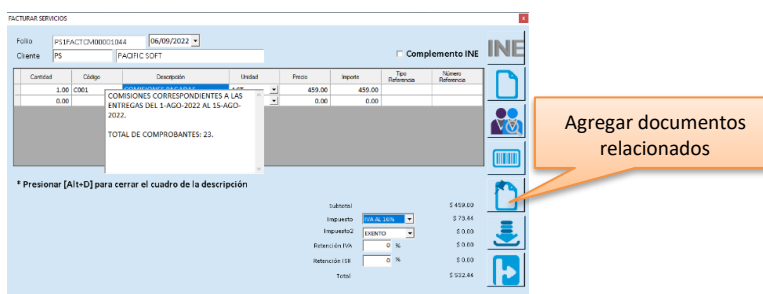 FACTURAR SERVICIOS
Folio PS1FACTCM00001044 06/09/2022
Cliente PS PACIFIC SOFT
Complemento INE
INE
Cantidad Código Descripción Unidad Precio Importe Tipo Referencia Número Referencia
1.00 C001 COMISIONES PAGADAS ACT 459.00 459.00
0.00 0.00 0.00
COMISIONES CORRESPONDIENTES A LAS
ENTREGAS DEL 1-AGO-2022 AL 15-AGO-
2022.
TOTAL DE COMPROBANTES: 23.
* Presionar [Alt+D] para cerrar el cuadro de la descripción
Subtotal $ 459.00
Impuesto IVA AL 16% $ 73.44
Impuesto2 EXENTO $ 0.00
Retención IVA 0 % $ 0.00
Retención ISR 0 % $ 0.00
Total $ 532.44
Agregar documentos
relacionados